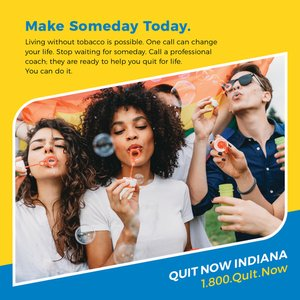 Make Someday Today.
Living without tobacco is possible. One call can change
your life. Stop waiting for someday. Call a professional
coach; they are ready to help you quit for life.
You can do it.
QUIT NOW INDIANA
1.800.Quit.Now